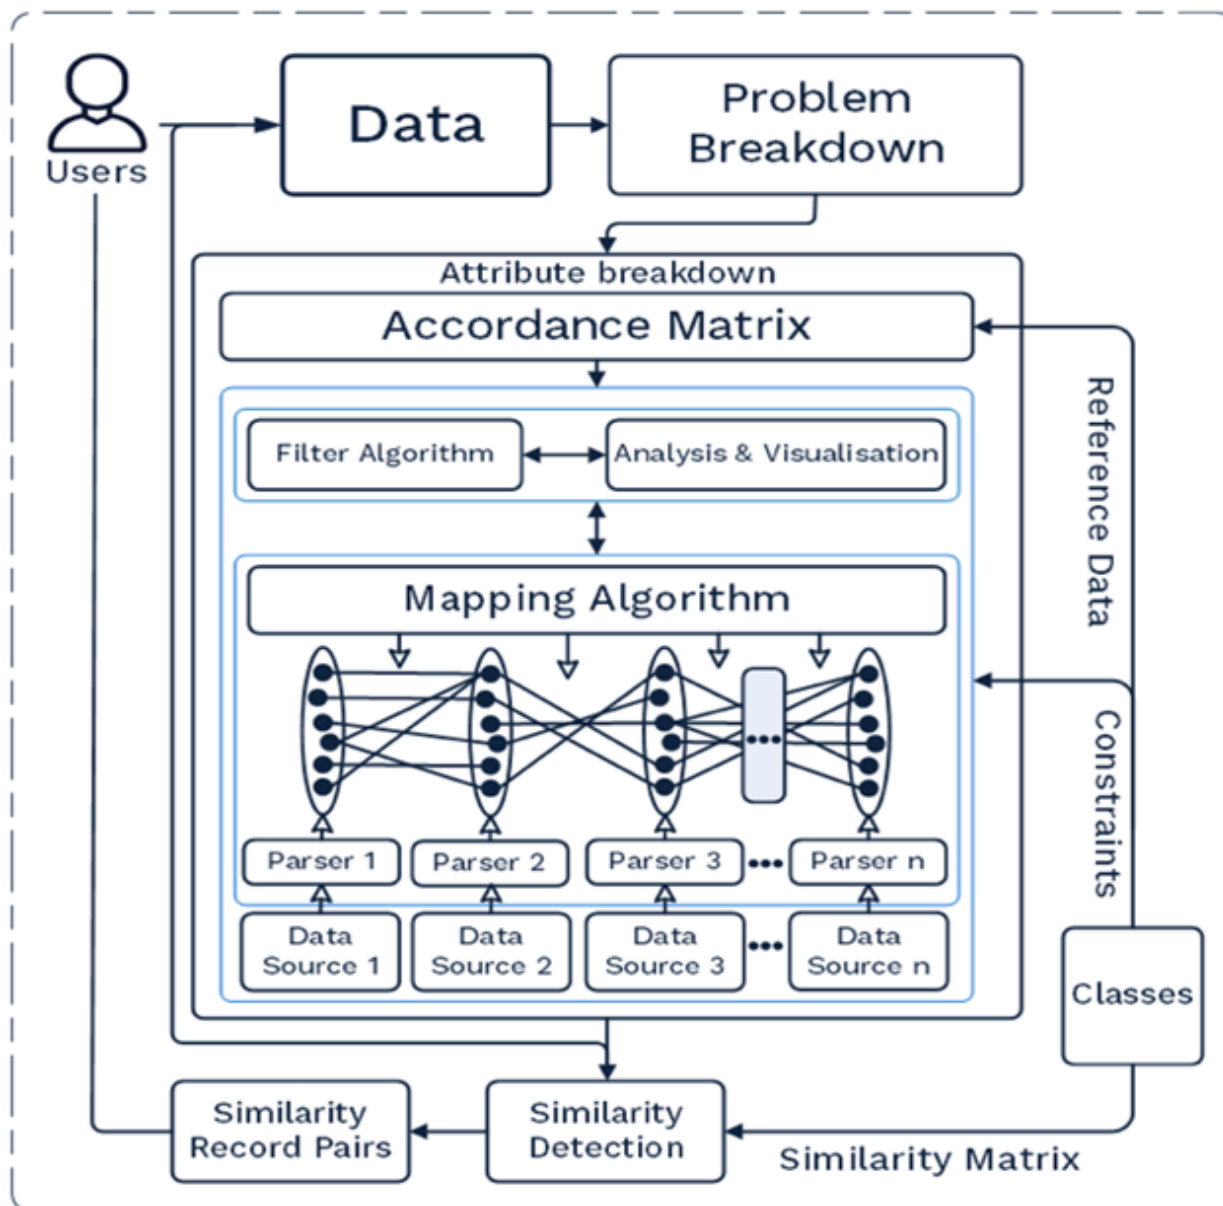 Users
Data
Problem
Breakdown
Attribute breakdown
Accordance Matrix
Filter Algorithm
Analysis & Visualisation
Mapping Algorithm
...
Parser 1
Parser 2
Parser 3
...
Parser n
Data
Source 1
Data
Source 2
Data
Source 3
...
Data
Source n
Reference Data
Constraints
Classes
Similarity
Record Pairs
Similarity
Detection
Similarity Matrix